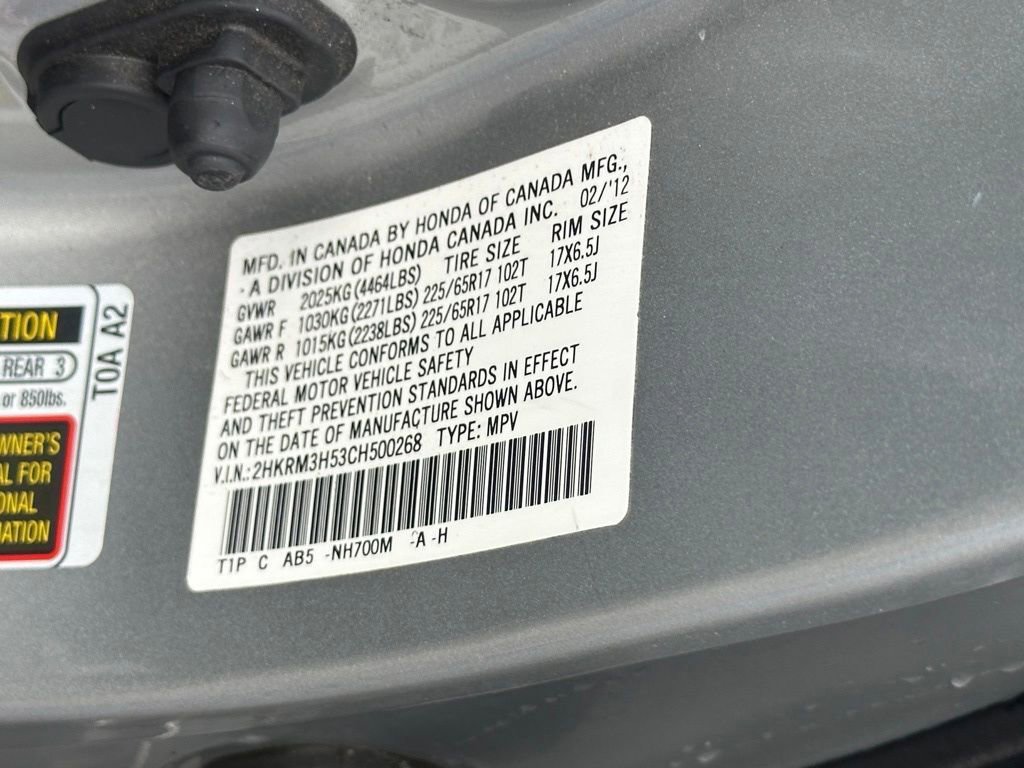 TION
REAR 3
or 850lbs.
WNER'S
AL FOR
ONAL
MATION
T0A A2
MFD. IN CANADA BY HONDA OF CANADA MFG.,
- A DIVISION OF HONDA CANADA INC. 02/'12
GVWR 2025KG(4464LBS) TIRE SIZE RIM SIZE
GAWR F 1030KG(2271LBS) 225/65R17 102T 17X6.5J
GAWR R 1015KG(2238LBS) 225/65R17 102T 17X6.5J
THIS VEHICLE CONFORMS TO ALL APPLICABLE
FEDERAL MOTOR VEHICLE SAFETY
AND THEFT PREVENTION STANDARDS IN EFFECT
ON THE DATE OF MANUFACTURE SHOWN ABOVE.
V.I.N.: 2HKRM3H53CH500268 TYPE: MPV
T1P C AB5 -NH700M -A -H